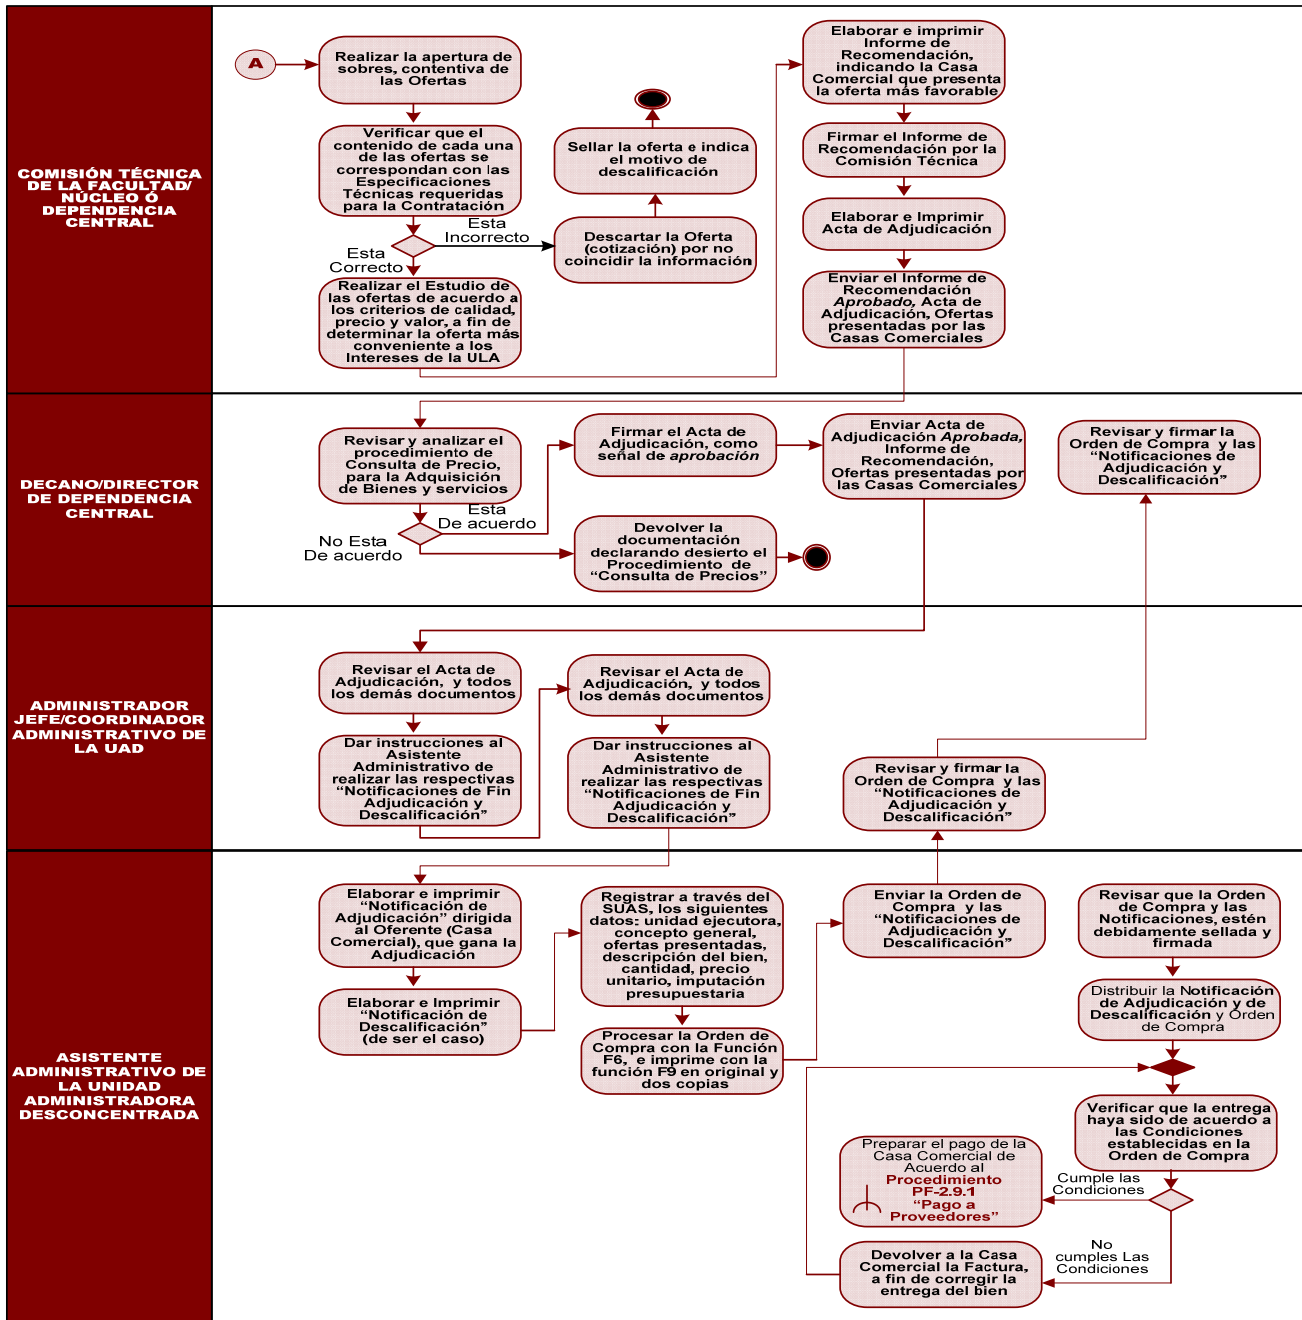 COMISIÓN TÉCNICA
DE LA FACULTAD/
NÚCLEO Ó
DEPENDENCIA
CENTRAL
A
Realizar la apertura de
sobres, contentiva de
las Ofertas
Verificar que el
contenido de cada una
de las ofertas se
correspondan con las
Especificaciones
Técnicas requeridas
para la Contratación
Esta
Incorrecto
Esta
Correcto
Realizar el Estudio de
las ofertas de acuerdo a
los criterios de calidad,
precio y valor, a fin de
determinar la oferta más
conveniente a los
Intereses de la ULA
Sellar la oferta e indica
el motivo de
descalificación
Descartar la Oferta
(cotización) por no
coincidir la información
Elaborar e imprimir
Informe de
Recomendación,
indicando la Casa
Comercial que presenta
la oferta más favorable
Firmar el Informe de
Recomendación por la
Comisión Técnica
Elaborar e Imprimir
Acta de Adjudicación
Enviar el Informe de
Recomendación
Aprobado, Acta de
Adjudicación, Ofertas
presentadas por las
Casas Comerciales
DECANO/DIRECTOR
DE DEPENDENCIA
CENTRAL
Revisar y analizar el
procedimiento de
Consulta de Precio,
para la Adquisición
de Bienes y servicios
Esta
De acuerdo
No Esta
De acuerdo
Firmar el Acta de
Adjudicación, como
señal de aprobación
Devolver la
documentación
declarando desierto el
Procedimiento de
“Consulta de Precios”
Enviar Acta de
Adjudicación Aprobada,
Informe de
Recomendación,
Ofertas presentadas por
las Casas Comerciales
Revisar y firmar la
Orden de Compra y las
“Notificaciones de
Adjudicación y
Descalificación”
ADMINISTRADOR
JEFE/COORDINADOR
ADMINISTRATIVO DE
LA UAD
Revisar el Acta de
Adjudicación, y todos
los demás documentos
Dar instrucciones al
Asistente
Administrativo de
realizar las respectivas
“Notificaciones de Fin
Adjudicación y
Descalificación”
Revisar el Acta de
Adjudicación, y todos
los demás documentos
Dar instrucciones al
Asistente
Administrativo de
realizar las respectivas
“Notificaciones de Fin
Adjudicación y
Descalificación”
Revisar y firmar la
Orden de Compra y las
“Notificaciones de
Adjudicación y
Descalificación”
ASISTENTE
ADMINISTRATIVO DE
LA UNIDAD
ADMINISTRADORA
DESCONCENTRADA
Elaborar e imprimir
“Notificación de
Adjudicación” dirigida
al Oferente (Casa
Comercial), que gana la
Adjudicación
Elaborar e Imprimir
“Notificación de
Descalificación”
(de ser el caso)
Registrar a través del
SUAS, los siguientes
datos: unidad ejecutora,
concepto general,
ofertas presentadas,
descripción del bien,
cantidad, precio
unitario, imputación
presupuestaria
Procesar la Orden de
Compra con la Función
F6, e imprime con la
función F9 en original y
dos copias
Enviar la Orden de
Compra y las
“Notificaciones de
Adjudicación y
Descalificación”
Revisar que la Orden
de Compra y las
Notificaciones, estén
debidamente sellada y
firmada
Distribuir la Notificación
de Adjudicación y de
Descalificación y Orden
de Compra
Verificar que la entrega
haya sido de acuerdo a
las Condiciones
establecidas en la
Orden de Compra
Cumple las
Condiciones
Preparar el pago de la
Casa Comercial de
Acuerdo al
Procedimiento
PF-2.9.1
“Pago a
Proveedores”
No
cumples Las
Condiciones
Devolver a la Casa
Comercial la Factura,
a fin de corregir la
entrega del bien